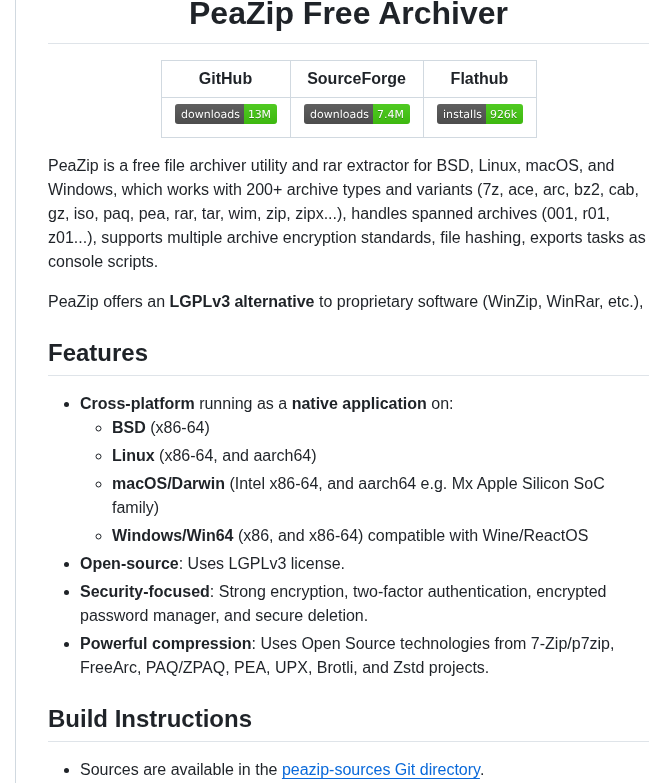 PeaZip Free Archiver
GitHub SourceForge Flathub
downloads 13M downloads 7.4M installs 926k
PeaZip is a free file archiver utility and rar extractor for BSD, Linux, macOS, and
Windows, which works with 200+ archive types and variants (7z, ace, arc, bz2, cab,
gz, iso, paq, pea, rar, tar, wim, zip, zipx...), handles spanned archives (001, r01,
z01...), supports multiple archive encryption standards, file hashing, exports tasks as
console scripts.
PeaZip offers an LGPLv3 alternative to proprietary software (WinZip, WinRar, etc.),
Features
• Cross-platform running as a native application on:
◦ BSD (x86-64)
◦ Linux (x86-64, and aarch64)
◦ macOS/Darwin (Intel x86-64, and aarch64 e.g. Mx Apple Silicon SoC
family)
◦ Windows/Win64 (x86, and x86-64) compatible with Wine/ReactOS
• Open-source: Uses LGPLv3 license.
• Security-focused: Strong encryption, two-factor authentication, encrypted
password manager, and secure deletion.
• Powerful compression: Uses Open Source technologies from 7-Zip/p7zip,
FreeArc, PAQ/ZPAQ, PEA, UPX, Brotli, and Zstd projects.
Build Instructions
• Sources are available in the peazip-sources Git directory.